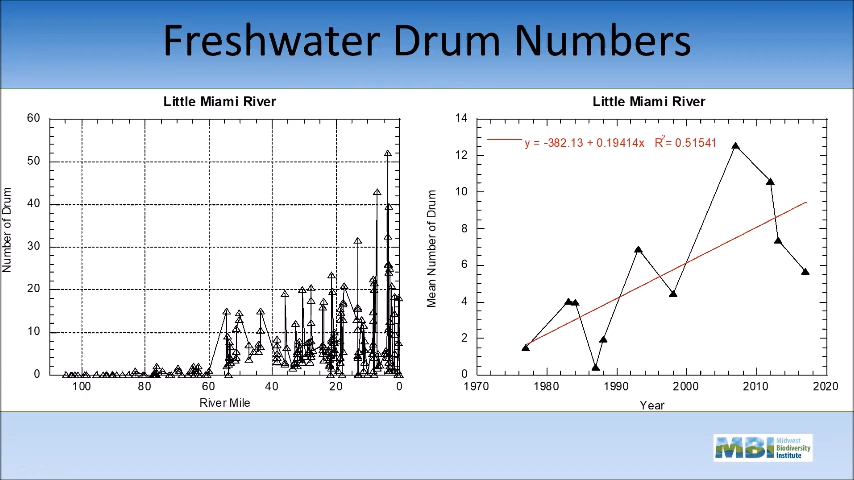 Freshwater Drum Numbers
Little Miami River
60
50
40
30
20
10
0
Number of Drum
100 80 60 40 20 0
River Mile
Little Miami River
y = -382.13 + 0.19414x R²= 0.51541
14
12
10
8
6
4
2
0
Mean Number of Drum
1970 1980 1990 2000 2010 2020
Year
MBI Midwest
Biodiversity
Institute